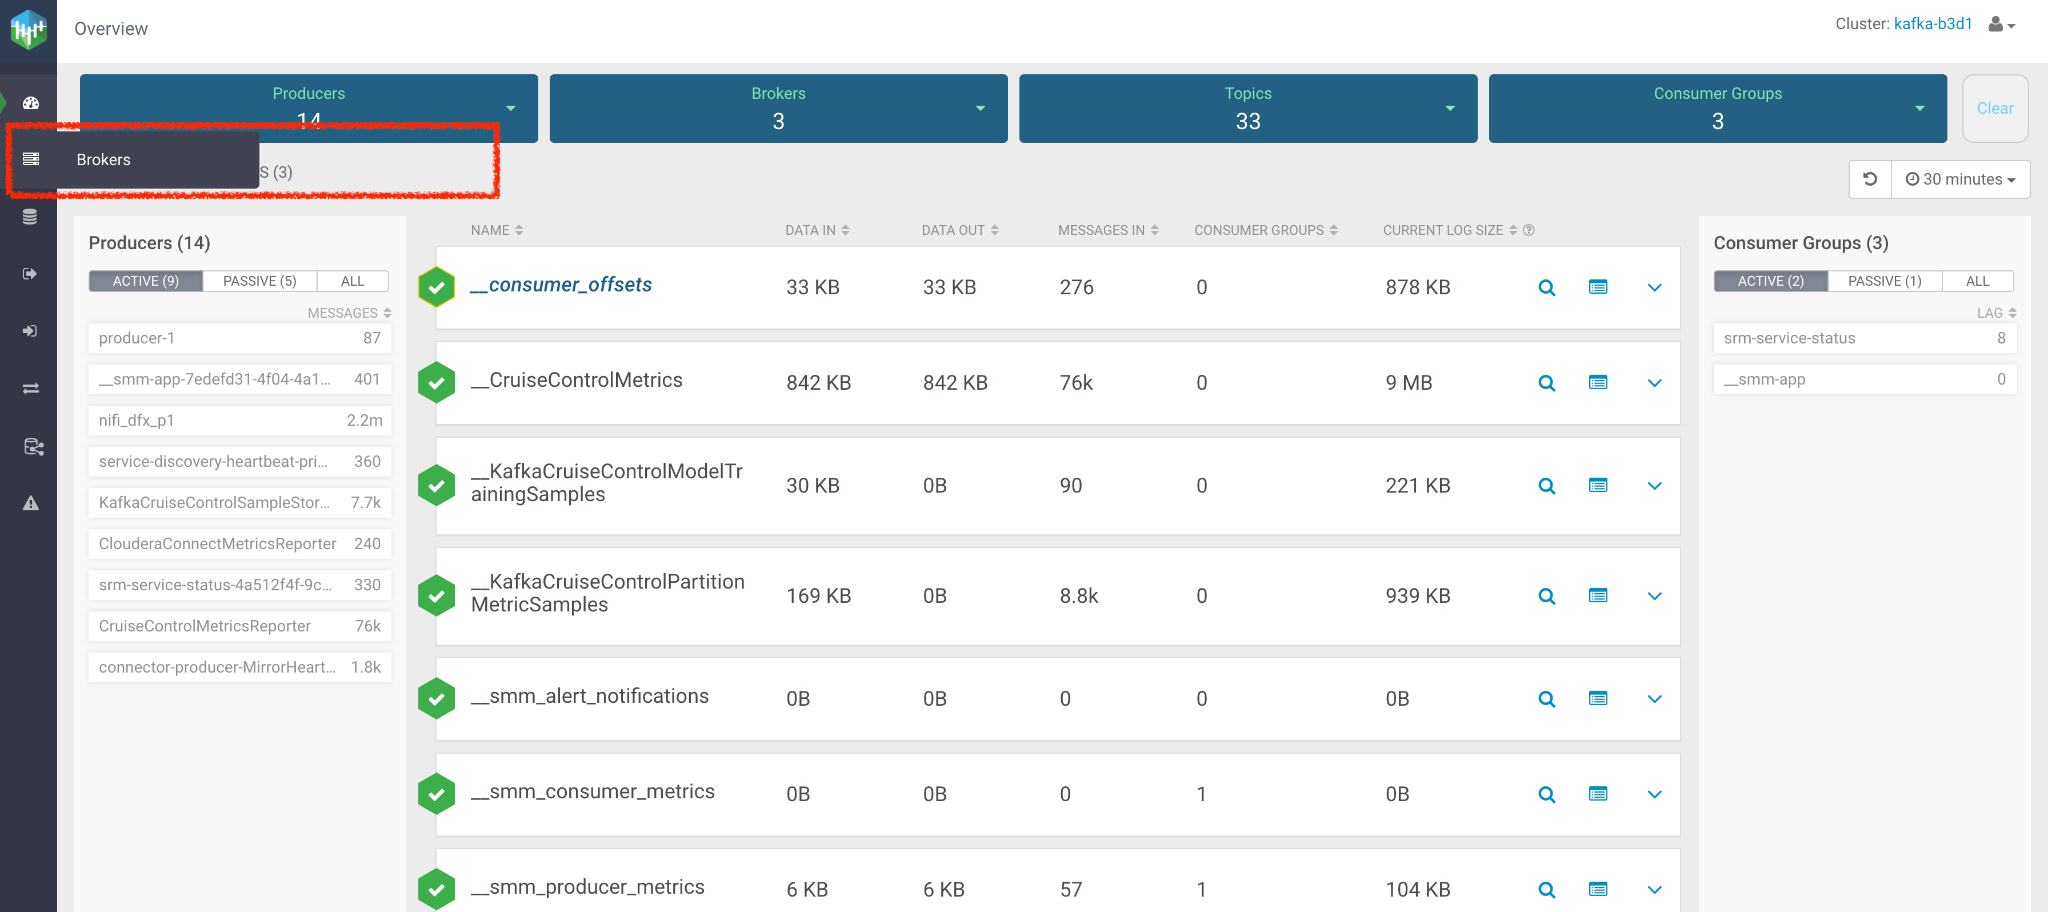 Overview
Cluster: kafka-b3d1
Producers
14
Brokers
3
Topics
33
Consumer Groups
3
Clear
Brokers
S (3)
30 minutes
Producers (14)
ACTIVE (9) PASSIVE (5) ALL
MESSAGES
producer-1 87
__smm-app-7edefd31-4f04-4a1... 401
nifi_dfx_p1 2.2m
service-discovery-heartbeat-pri... 360
KafkaCruiseControlSampleStor... 7.7k
ClouderaConnectMetricsReporter 240
srm-service-status-4a512f4f-9c... 330
CruiseControlMetricsReporter 76k
connector-producer-MirrorHeart... 1.8k
NAME DATA IN DATA OUT MESSAGES IN CONSUMER GROUPS CURRENT LOG SIZE ?
__consumer_offsets 33 KB 33 KB 276 0 878 KB
__CruiseControlMetrics 842 KB 842 KB 76k 0 9 MB
__KafkaCruiseControlModelTr
ainingSamples 30 KB 0B 90 0 221 KB
__KafkaCruiseControlPartition
MetricSamples 169 KB 0B 8.8k 0 939 KB
__smm_alert_notifications 0B 0B 0 0 0B
__smm_consumer_metrics 0B 0B 0 1 0B
__smm_producer_metrics 6 KB 6 KB 57 1 104 KB
Consumer Groups (3)
ACTIVE (2) PASSIVE (1) ALL
LAG
srm-service-status 8
__smm-app 0